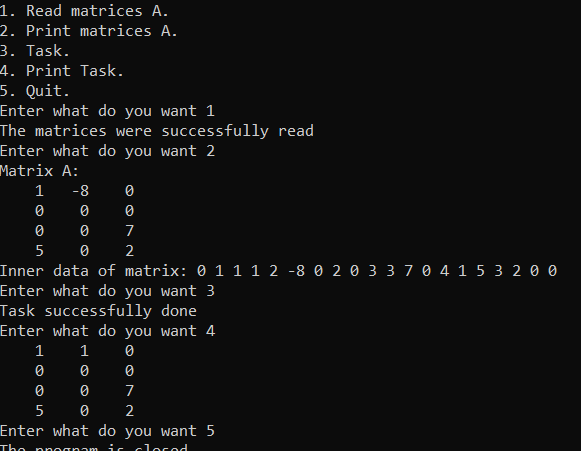 1. Read matrices A.
2. Print matrices A.
3. Task.
4. Print Task.
5. Quit.
Enter what do you want 1
The matrices were successfully read
Enter what do you want 2
Matrix A:
1 -8 0
0 0 0
0 0 7
5 0 2
Inner data of matrix: 0 1 1 1 2 -8 0 2 0 3 3 7 0 4 1 5 3 2 0 0
Enter what do you want 3
Task successfully done
Enter what do you want 4
1 1 0
0 0 0
0 0 7
5 0 2
Enter what do you want 5
The program is closed